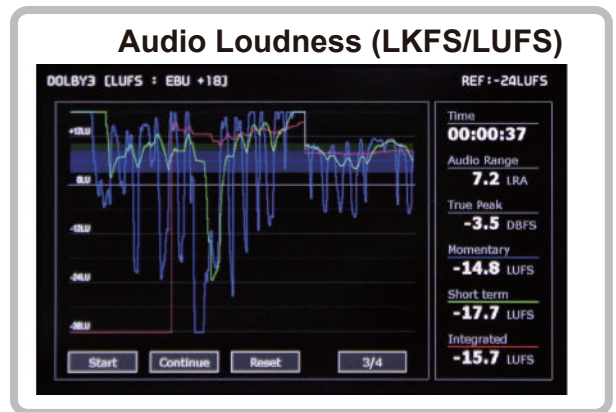 Audio Loudness (LKFS/LUFS)
DOLBY3 [LUFS : EBU +18]
REF:-24LUFS
+12LU
0LU
-12LU
-24LU
-36LU
Start
Continue
Reset
3/4
Time
00:00:37
Audio Range
7.2 LRA
True Peak
-3.5 DBFS
Momentary
-14.8 LUFS
Short term
-17.7 LUFS
Integrated
-15.7 LUFS